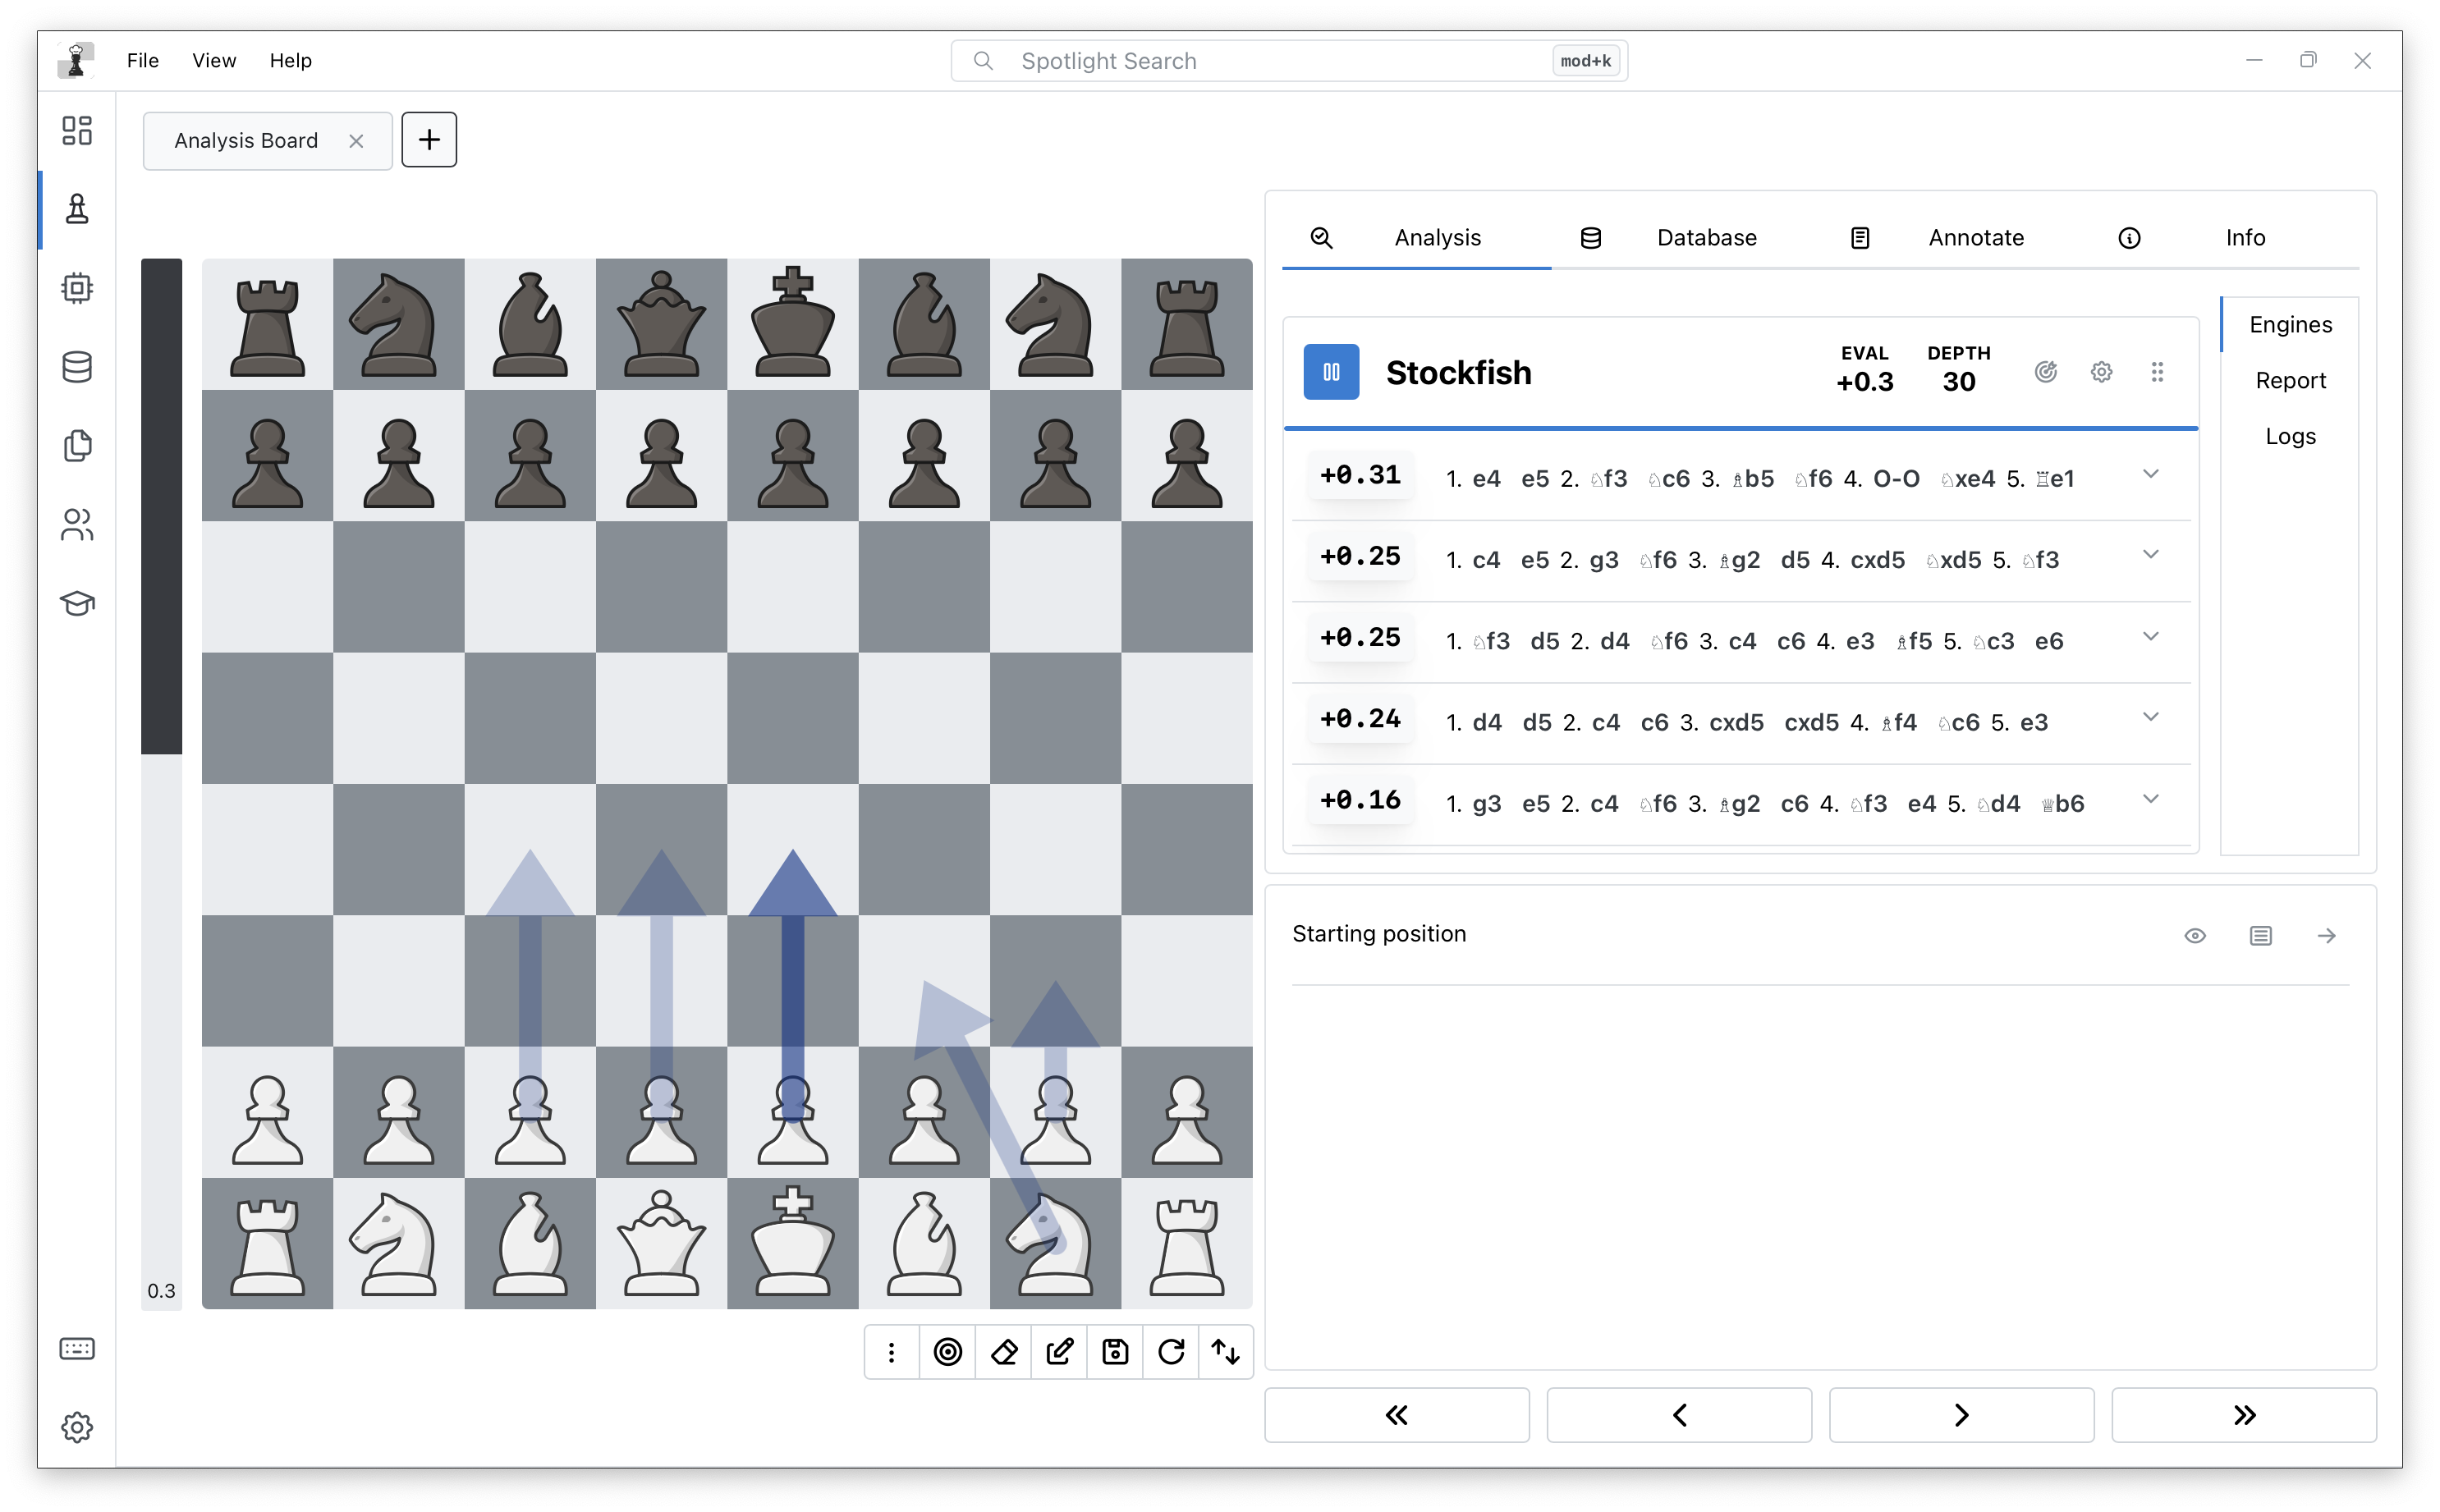 File View Help
Spotlight Search mod+k
Analysis Board
Analysis Database Annotate Info
Stockfish
EVAL
+0.3
DEPTH
30
Engines
Report
Logs
+0.31 1. e4 e5 2. ♘f3 ♘c6 3. ♗b5 ♘f6 4. O-O ♘xe4 5. ♖e1
+0.25 1. c4 e5 2. g3 ♘f6 3. ♗g2 d5 4. cxd5 ♘xd5 5. ♘f3
+0.25 1. ♘f3 d5 2. d4 ♘f6 3. c4 c6 4. e3 ♗f5 5. ♘c3 e6
+0.24 1. d4 d5 2. c4 c6 3. cxd5 cxd5 4. ♗f4 ♘c6 5. e3
+0.16 1. g3 e5 2. c4 ♘f6 3. ♗g2 c6 4. ♘f3 e4 5. ♘d4 ♕b6
Starting position
0.3